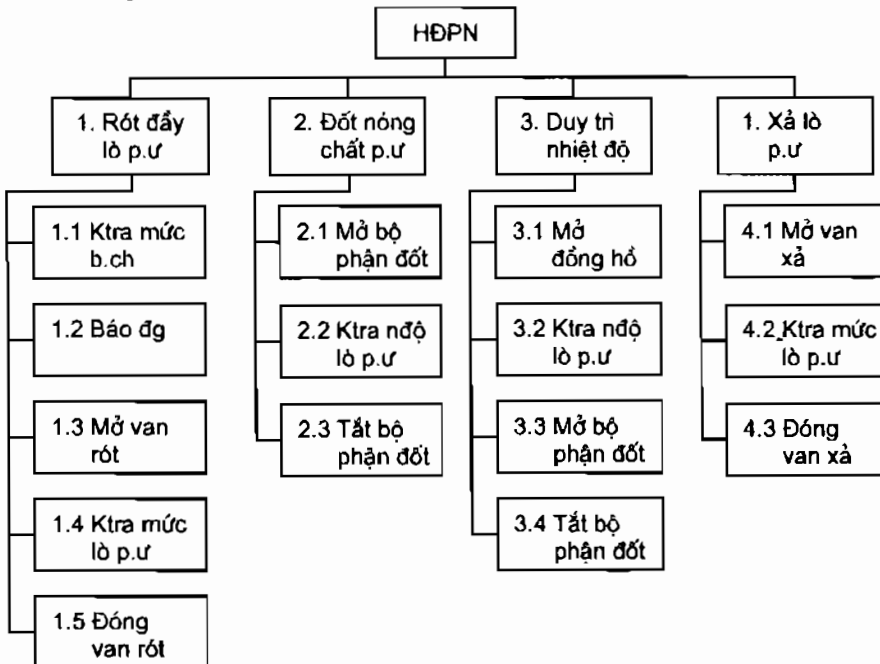 HĐPN
1. Rót đầy
lò p.ư
2. Đốt nóng
chất p.ư
3. Duy trì
nhiệt độ
1. Xả lò
p.ư
1.1 Ktra mức
b.ch
1.2 Báo đg
1.3 Mở van
rót
1.4 Ktra mức
lò p.ư
1.5 Đóng
van rót
2.1 Mở bộ
phận đốt
2.2 Ktra nđộ
lò p.ư
2.3 Tắt bộ
phận đốt
3.1 Mở
đồng hồ
3.2 Ktra nđộ
lò p.ư
3.3 Mở bộ
phận đốt
3.4 Tắt bộ
phận đốt
4.1 Mở van
xả
4.2 Ktra mức
lò p.ư
4.3 Đóng
van xả